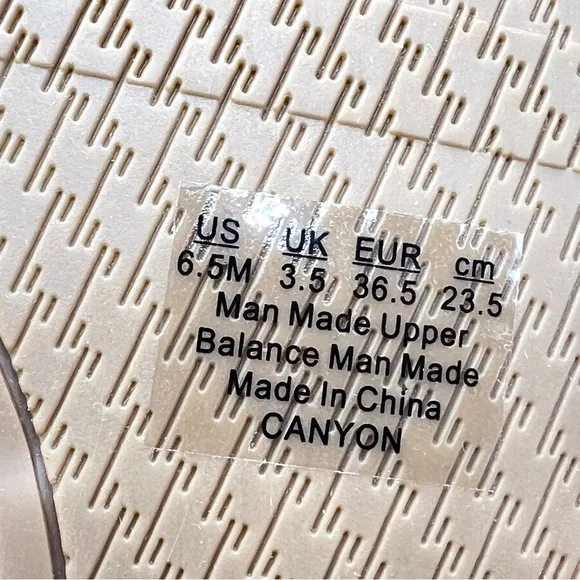 US UK EUR cm
6.5M 3.5 36.5 23.5
Man Made Upper
Balance Man Made
Made In China
CANYON